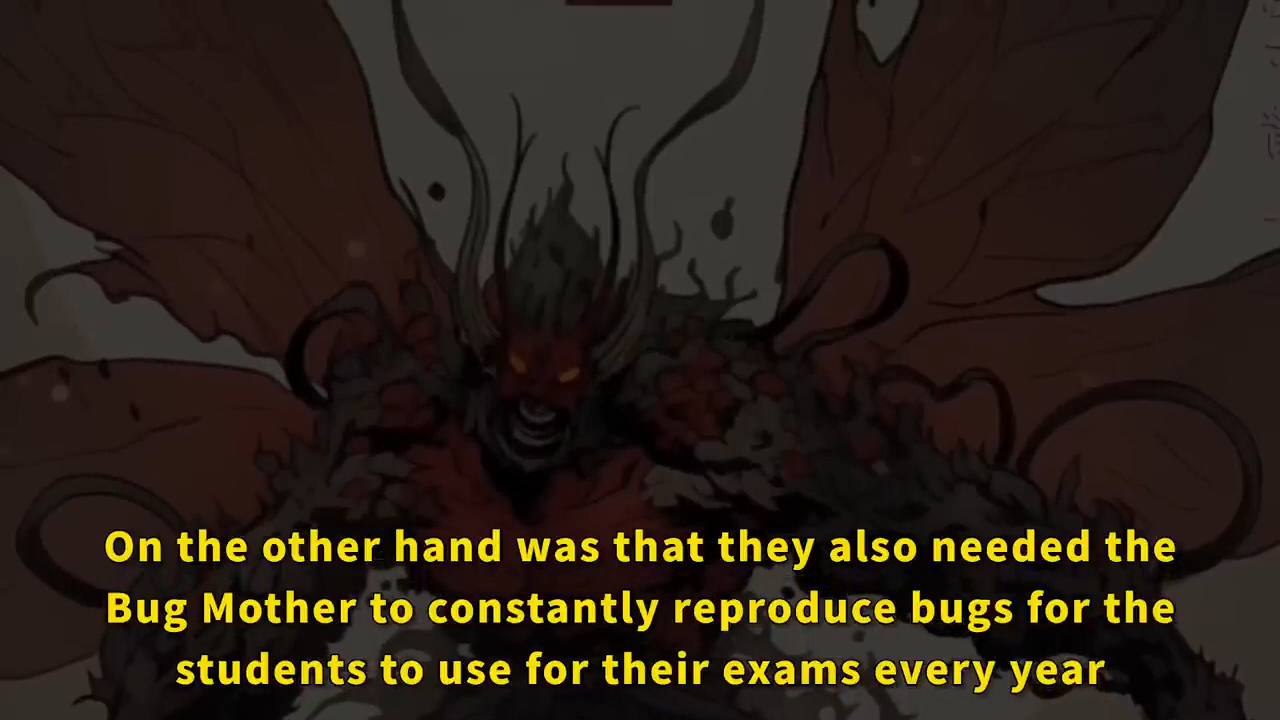 On the other hand was that they also needed the
Bug Mother to constantly reproduce bugs for the
students to use for their exams every year